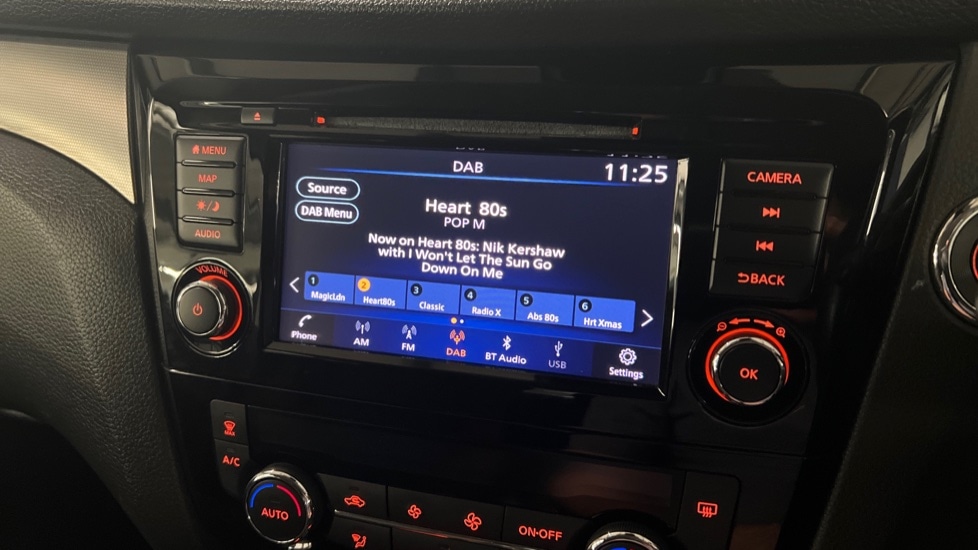 MENU
MAP
AUDIO
VOLUME
DAB
11:25
Source
DAB Menu
Heart 80s
POP M
Now on Heart 80s: Nik Kershaw
with I Won't Let The Sun Go
Down On Me
1
MagicLdn
2
Heart80s
3
Classic
4
Radio X
5
Abs 80s
6
Hrt Xmas
Phone
AM
FM
DAB
BT Audio
USB
Settings
CAMERA
BACK
OK
MAX
A/C
AUTO
ON·OFF